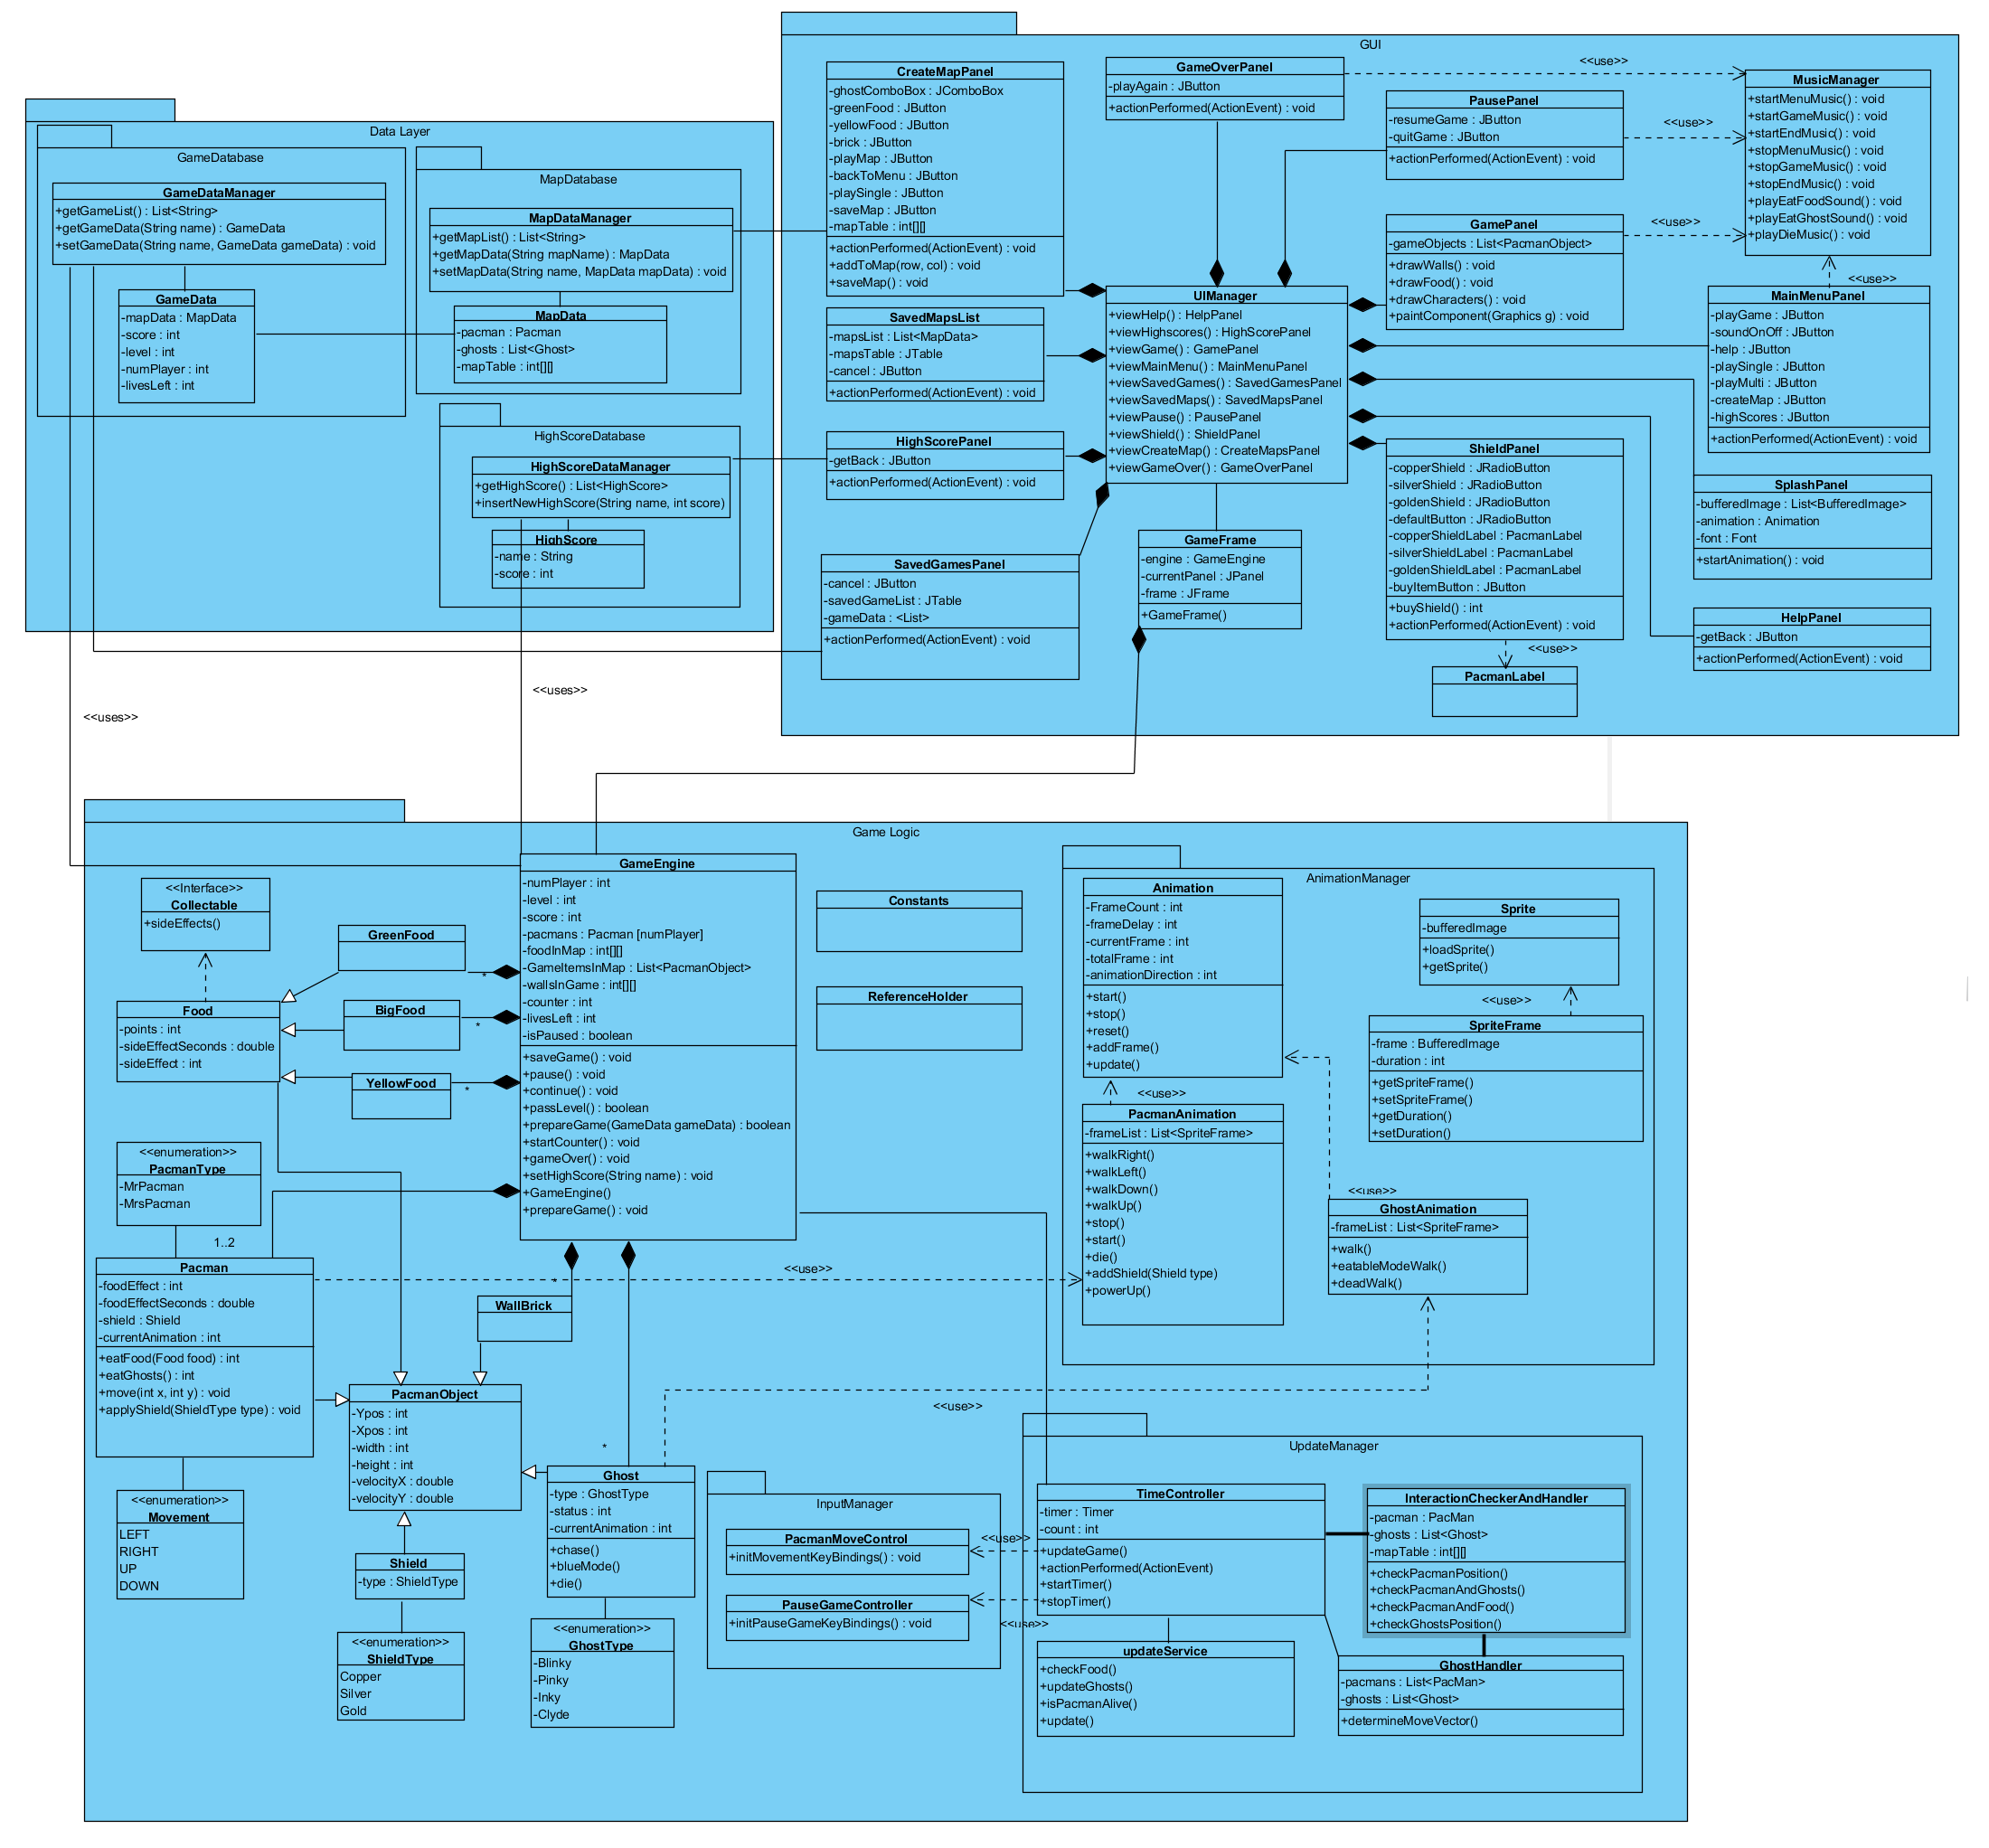 GUI
CreateMapPanel
-ghostComboBox : JComboBox
-greenFood : JButton
-yellowFood : JButton
-brick : JButton
-playMap : JButton
-backToMenu : JButton
-playSingle : JButton
-saveMap : JButton
-mapTable : int[][]
+actionPerformed(ActionEvent) : void
+addToMap(row, col) : void
+saveMap() : void
GameOverPanel
-playAgain : JButton
+actionPerformed(ActionEvent) : void
<<use>>
MusicManager
+startMenuMusic() : void
+startGameMusic() : void
+startEndMusic() : void
+stopMenuMusic() : void
+stopGameMusic() : void
+stopEndMusic() : void
+playEatFoodSound() : void
+playEatGhostSound() : void
+playDieMusic() : void
PausePanel
-resumeGame : JButton
-quitGame : JButton
+actionPerformed(ActionEvent) : void
<<use>>
GamePanel
-gameObjects : List<PacmanObject>
+drawWalls() : void
+drawFood() : void
+drawCharacters() : void
+paintComponent(Graphics g) : void
<<use>>
<<use>>
MainMenuPanel
-playGame : JButton
-soundOnOff : JButton
-help : JButton
-playSingle : JButton
-playMulti : JButton
-createMap : JButton
-highScores : JButton
+actionPerformed(ActionEvent) : void
UIManager
+viewHelp() : HelpPanel
+viewHighscores() : HighScorePanel
+viewGame() : GamePanel
+viewMainMenu() : MainMenuPanel
+viewSavedGames() : SavedGamesPanel
+viewSavedMaps() : SavedMapsPanel
+viewPause() : PausePanel
+viewShield() : ShieldPanel
+viewCreateMap() : CreateMapsPanel
+viewGameOver() : GameOverPanel
SavedMapsList
-mapsList : List<MapData>
-mapsTable : JTable
-cancel : JButton
+actionPerformed(ActionEvent) : void
HighScorePanel
-getBack : JButton
+actionPerformed(ActionEvent) : void
SavedGamesPanel
-cancel : JButton
-savedGameList : JTable
-gameData : <List>
+actionPerformed(ActionEvent) : void
GameFrame
-engine : GameEngine
-currentPanel : JPanel
-frame : JFrame
+GameFrame()
ShieldPanel
-copperShield : JRadioButton
-silverShield : JRadioButton
-goldenShield : JRadioButton
-defaultButton : JRadioButton
-copperShieldLabel : PacmanLabel
-silverShieldLabel : PacmanLabel
-goldenShieldLabel : PacmanLabel
-buyItemButton : JButton
+buyShield() : int
+actionPerformed(ActionEvent) : void
<<use>>
PacmanLabel
SplashPanel
-bufferedImage : List<BufferedImage>
-animation : Animation
-font : Font
+startAnimation() : void
HelpPanel
-getBack : JButton
+actionPerformed(ActionEvent) : void
Data Layer
GameDatabase
GameDataManager
+getGameList() : List<String>
+getGameData(String name) : GameData
+setGameData(String name, GameData gameData) : void
GameData
-mapData : MapData
-score : int
-level : int
-numPlayer : int
-livesLeft : int
MapDatabase
MapDataManager
+getMapList() : List<String>
+getMapData(String mapName) : MapData
+setMapData(String name, MapData mapData) : void
MapData
-pacman : Pacman
-ghosts : List<Ghost>
-mapTable : int[][]
HighScoreDatabase
HighScoreDataManager
+getHighScore() : List<HighScore>
+insertNewHighScore(String name, int score)
HighScore
-name : String
-score : int
<<uses>>
<<uses>>
Game Logic
GameEngine
-numPlayer : int
-level : int
-score : int
-pacmans : Pacman [numPlayer]
-foodInMap : int[][]
-GameItemsInMap : List<PacmanObject>
-wallsInGame : int[][]
-counter : int
-livesLeft : int
-isPaused : boolean
+saveGame() : void
+pause() : void
+continue() : void
+passLevel() : boolean
+prepareGame(GameData gameData) : boolean
+startCounter() : void
+gameOver() : void
+setHighScore(String name) : void
+GameEngine()
+prepareGame() : void
<<Interface>>
Collectable
+sideEffects()
GreenFood
*
BigFood
*
YellowFood
*
Food
-points : int
-sideEffectSeconds : double
-sideEffect : int
<<enumeration>>
PacmanType
-MrPacman
-MrsPacman
1..2
Pacman
-foodEffect : int
-foodEffectSeconds : double
-shield : Shield
-currentAnimation : int
+eatFood(Food food) : int
+eatGhosts() : int
+move(int x, int y) : void
+applyShield(ShieldType type) : void
<<enumeration>>
Movement
LEFT
RIGHT
UP
DOWN
*
WallBrick
PacmanObject
-Ypos : int
-Xpos : int
-width : int
-height : int
-velocityX : double
-velocityY : double
Shield
-type : ShieldType
<<enumeration>>
ShieldType
Copper
Silver
Gold
*
Ghost
-type : GhostType
-status : int
-currentAnimation : int
+chase()
+blueMode()
+die()
<<enumeration>>
GhostType
-Blinky
-Pinky
-Inky
-Clyde
Constants
ReferenceHolder
AnimationManager
Animation
-FrameCount : int
-frameDelay : int
-currentFrame : int
-totalFrame : int
-animationDirection : int
+start()
+stop()
+reset()
+addFrame()
+update()
<<use>>
PacmanAnimation
-frameList : List<SpriteFrame>
+walkRight()
+walkLeft()
+walkDown()
+walkUp()
+stop()
+start()
+die()
+addShield(Shield type)
+powerUp()
<<use>>
Sprite
-bufferedImage
+loadSprite()
+getSprite()
<<use>>
SpriteFrame
-frame : BufferedImage
-duration : int
+getSpriteFrame()
+setSpriteFrame()
+getDuration()
+setDuration()
<<use>>
GhostAnimation
-frameList : List<SpriteFrame>
+walk()
+eatableModeWalk()
+deadWalk()
<<use>>
InputManager
PacmanMoveControl
+initMovementKeyBindings() : void
PauseGameController
+initPauseGameKeyBindings() : void
<<use>>
<<use>>
UpdateManager
TimeController
-timer : Timer
-count : int
+updateGame()
+actionPerformed(ActionEvent)
+startTimer()
+stopTimer()
InteractionCheckerAndHandler
-pacman : PacMan
-ghosts : List<Ghost>
-mapTable : int[][]
+checkPacmanPosition()
+checkPacmanAndGhosts()
+checkPacmanAndFood()
+checkGhostsPosition()
updateService
+checkFood()
+updateGhosts()
+isPacmanAlive()
+update()
GhostHandler
-pacmans : List<PacMan>
-ghosts : List<Ghost>
+determineMoveVector()